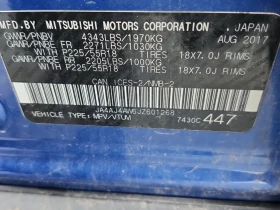 MFD.BY MITSUBISHI MOTORS CORPORATION , JAPAN
GVWR/PNBV 4343LBS/1970KG AUG 2017
GAWR/PNBE FR 2271LBS/1030KG TIRES RIMS
WITH P225/55R18 18X7.0J RIMS
GAWR/PNBE RR 2205LBS/1000KG TIRES
WITH P225/55R18 18X7.0J
CAN ICES-2/NMB-2
JA4AJ4AW6JZ601268
VEHICLE TYPE: MPV/VTUM 7430C 447